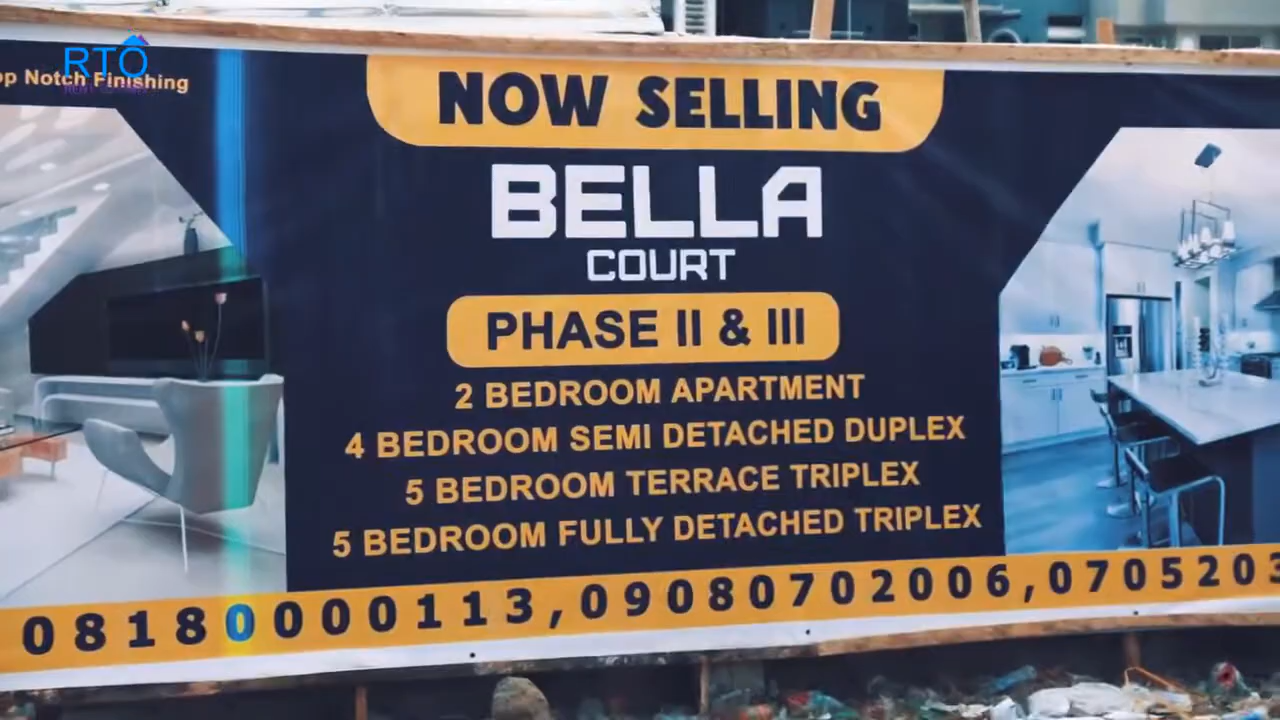 RTO
op Notch Finishing
NOW SELLING
BELLA
COURT
PHASE II & III
2 BEDROOM APARTMENT
4 BEDROOM SEMI DETACHED DUPLEX
5 BEDROOM TERRACE TRIPLEX
5 BEDROOM FULLY DETACHED TRIPLEX
08180000113,09080702006,0705203